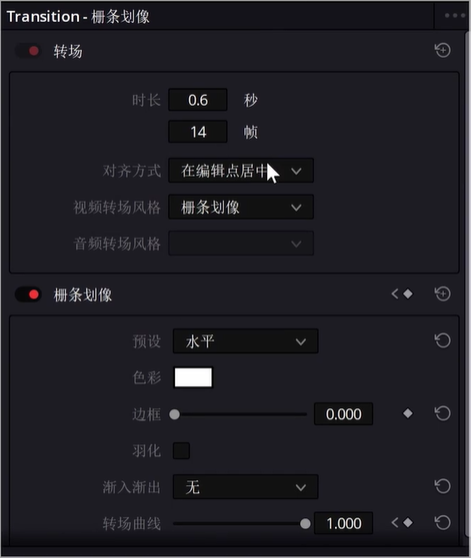 Transition - 栅条划像
转场
时长 0.6 秒
14 帧
对齐方式 在编辑点居中
视频转场风格 栅条划像
音频转场风格
栅条划像
预设 水平
色彩
边框 0.000
羽化
渐入渐出 无
转场曲线 1.000